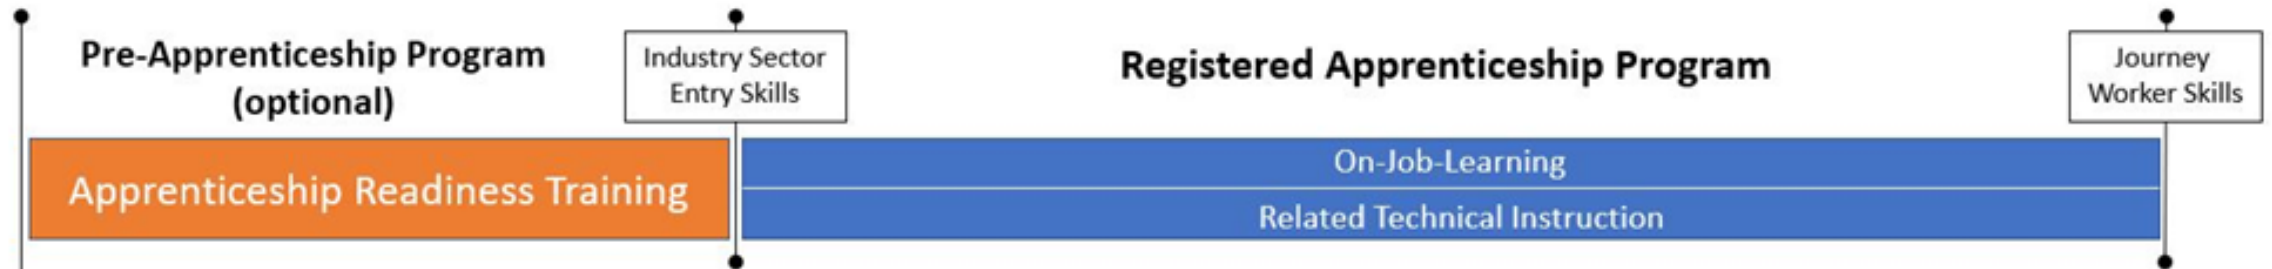 Pre-Apprenticeship Program
(optional)
Industry Sector
Entry Skills
Registered Apprenticeship Program
Journey
Worker Skills
Apprenticeship Readiness Training
On-Job-Learning
Related Technical Instruction